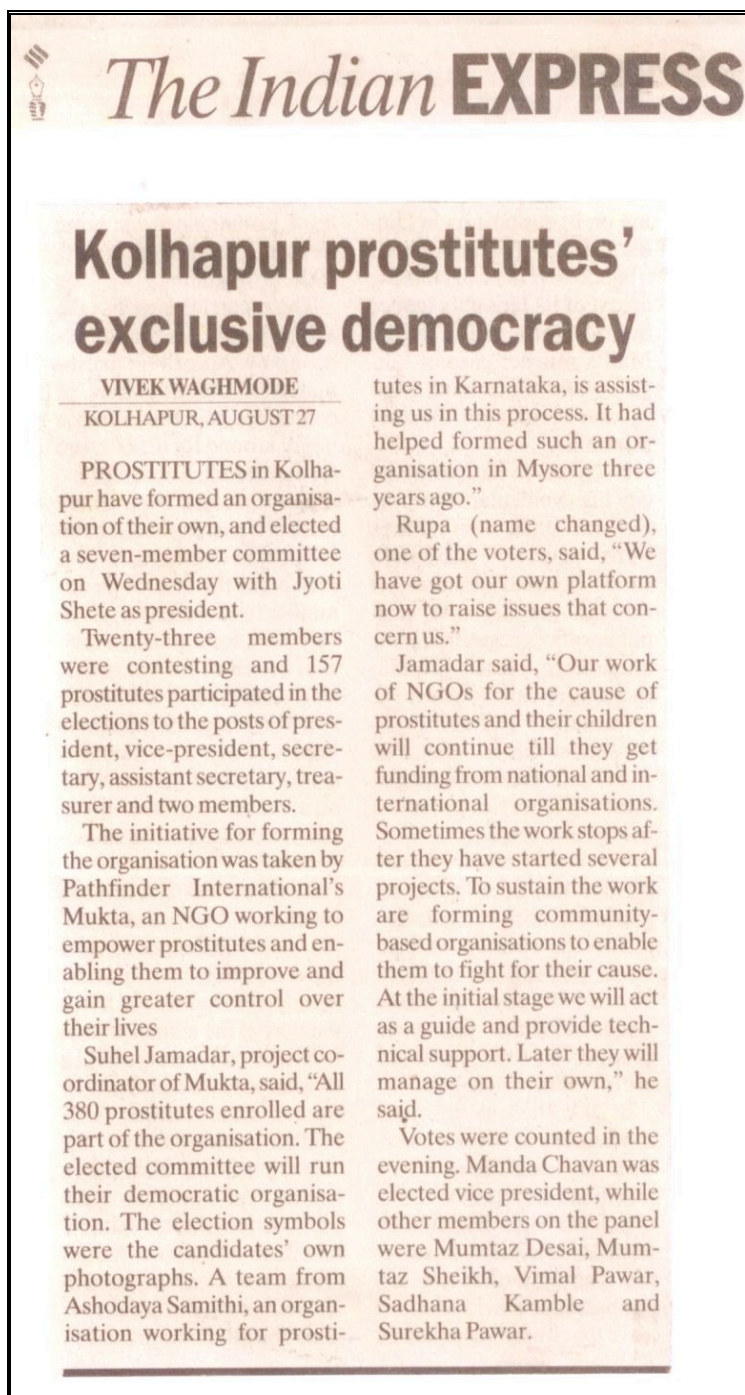 The Indian EXPRESS
Kolhapur prostitutes’
exclusive democracy
VIVEK WAGHMODE
KOLHAPUR, AUGUST 27
PROSTITUTES in Kolha-
pur have formed an organisa-
tion of their own, and elected
a seven-member committee
on Wednesday with Jyoti
Shete as president.
Twenty-three members
were contesting and 157
prostitutes participated in the
elections to the posts of pres-
ident, vice-president, secre-
tary, assistant secretary, trea-
surer and two members.
The initiative for forming
the organisation was taken by
Pathfinder International’s
Mukta, an NGO working to
empower prostitutes and en-
abling them to improve and
gain greater control over
their lives
Suhel Jamadar, project co-
ordinator of Mukta, said, “All
380 prostitutes enrolled are
part of the organisation. The
elected committee will run
their democratic organisa-
tion. The election symbols
were the candidates’ own
photographs. A team from
Ashodaya Samithi, an organ-
isation working for prosti-
tutes in Karnataka, is assist-
ing us in this process. It had
helped formed such an or-
ganisation in Mysore three
years ago.”
Rupa (name changed),
one of the voters, said, “We
have got our own platform
now to raise issues that con-
cern us.”
Jamadar said, “Our work
of NGOs for the cause of
prostitutes and their children
will continue till they get
funding from national and in-
ternational organisations.
Sometimes the work stops af-
ter they have started several
projects. To sustain the work
are forming community-
based organisations to enable
them to fight for their cause.
At the initial stage we will act
as a guide and provide tech-
nical support. Later they will
manage on their own,” he
said.
Votes were counted in the
evening. Manda Chavan was
elected vice president, while
other members on the panel
were Mumtaz Desai, Mum-
taz Sheikh, Vimal Pawar,
Sadhana Kamble and
Surekha Pawar.